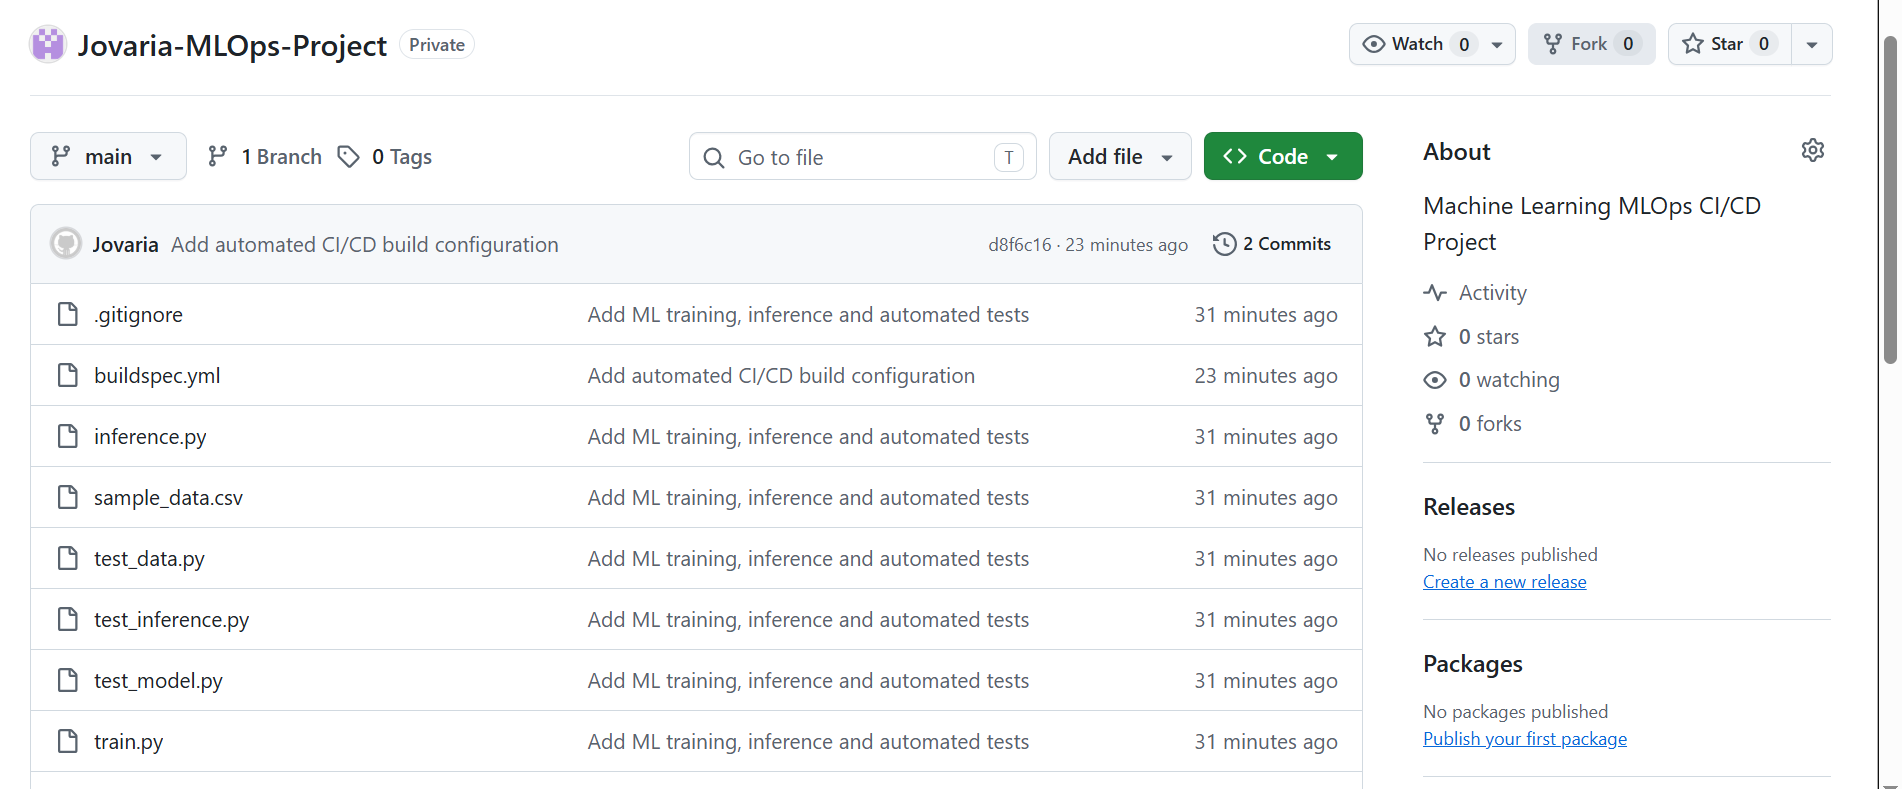 Jovaria-MLOps-Project Private Watch 0 Fork 0 Star 0
main 1 Branch 0 Tags Go to file T Add file Code
Jovaria Add automated CI/CD build configuration d8f6c16 · 23 minutes ago 2 Commits
.gitignore Add ML training, inference and automated tests 31 minutes ago
buildspec.yml Add automated CI/CD build configuration 23 minutes ago
inference.py Add ML training, inference and automated tests 31 minutes ago
sample_data.csv Add ML training, inference and automated tests 31 minutes ago
test_data.py Add ML training, inference and automated tests 31 minutes ago
test_inference.py Add ML training, inference and automated tests 31 minutes ago
test_model.py Add ML training, inference and automated tests 31 minutes ago
train.py Add ML training, inference and automated tests 31 minutes ago
About
Machine Learning MLOps CI/CD
Project
Activity
0 stars
0 watching
0 forks
Releases
No releases published
Create a new release
Packages
No packages published
Publish your first package